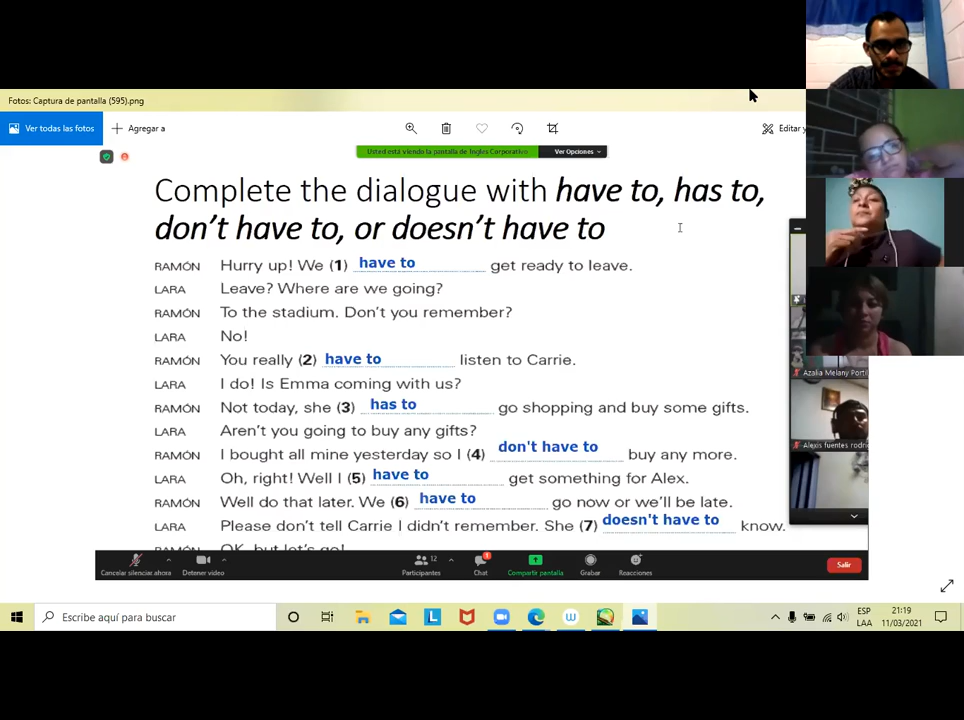 Fotos: Captura de pantalla (595).png
Ver todas las fotos
Agregar a
Editar y
Usted está viendo la pantalla de Ingles Corporativo
Ver Opciones
Complete the dialogue with have to, has to,
don't have to, or doesn't have to
RAMÓN Hurry up! We (1) have to get ready to leave.
LARA Leave? Where are we going?
RAMÓN To the stadium. Don't you remember?
LARA No!
RAMÓN You really (2) have to listen to Carrie.
LARA I do! Is Emma coming with us?
RAMÓN Not today, she (3) has to go shopping and buy some gifts.
LARA Aren't you going to buy any gifts?
RAMÓN I bought all mine yesterday so I (4) don't have to buy any more.
LARA Oh, right! Well I (5) have to get something for Alex.
RAMÓN Well do that later. We (6) have to go now or we'll be late.
LARA Please don't tell Carrie I didn't remember. She (7) doesn't have to know.
RAMÓN OK, but let's go!
Azalia Melany Portil
Alexis fuentes rodri
Cancelar silenciar ahora
Detener video
12
Participantes
Chat
Compartir pantalla
Grabar
Reacciones
Salir
Escribe aquí para buscar
ESP
LAA
21:19
11/03/2021